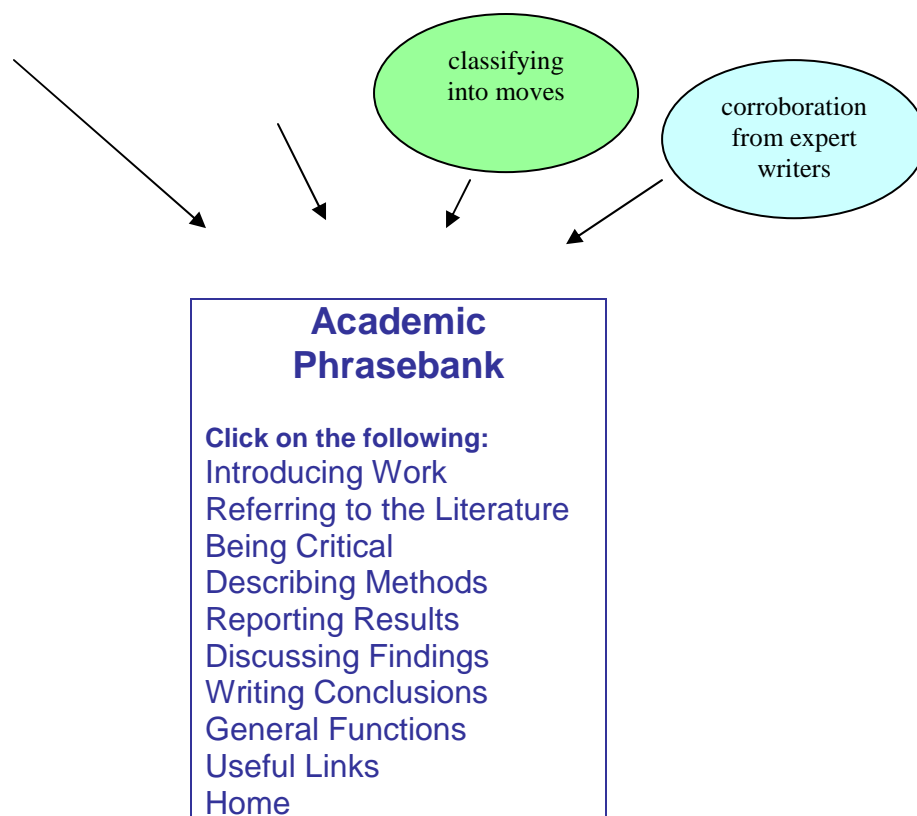 classifying
into moves
corroboration
from expert
writers
Academic
Phrasebank
Click on the following:
Introducing Work
Referring to the Literature
Being Critical
Describing Methods
Reporting Results
Discussing Findings
Writing Conclusions
General Functions
Useful Links
Home